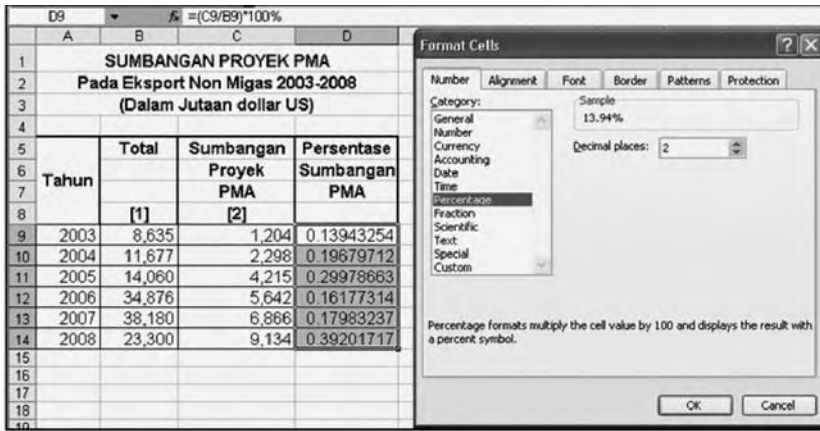 D9 fx =(C9/B9)*100%
A B C D
1 SUMBANGAN PROYEK PMA
2 Pada Eksport Non Migas 2003-2008
3 (Dalam Jutaan dollar US)
4
5 Total Sumbangan Persentase
6 Tahun Proyek Sumbangan
7 PMA PMA
8 [1] [2]
9 2003 8,635 1,204 0.13943254
10 2004 11,677 2,298 0.19679712
11 2005 14,060 4,215 0.29978663
12 2006 34,876 5,642 0.16177314
13 2007 38,180 6,866 0.17983237
14 2008 23,300 9,134 0.39201717
15
16
17
18
19
Format Cells
Number Alignment Font Border Patterns Protection
Category:
General
Number
Currency
Accounting
Date
Time
Percentage
Fraction
Scientific
Text
Special
Custom
Sample
13.94%
Decimal places: 2
Percentage formats multiply the cell value by 100 and displays the result with
a percent symbol.
OK Cancel